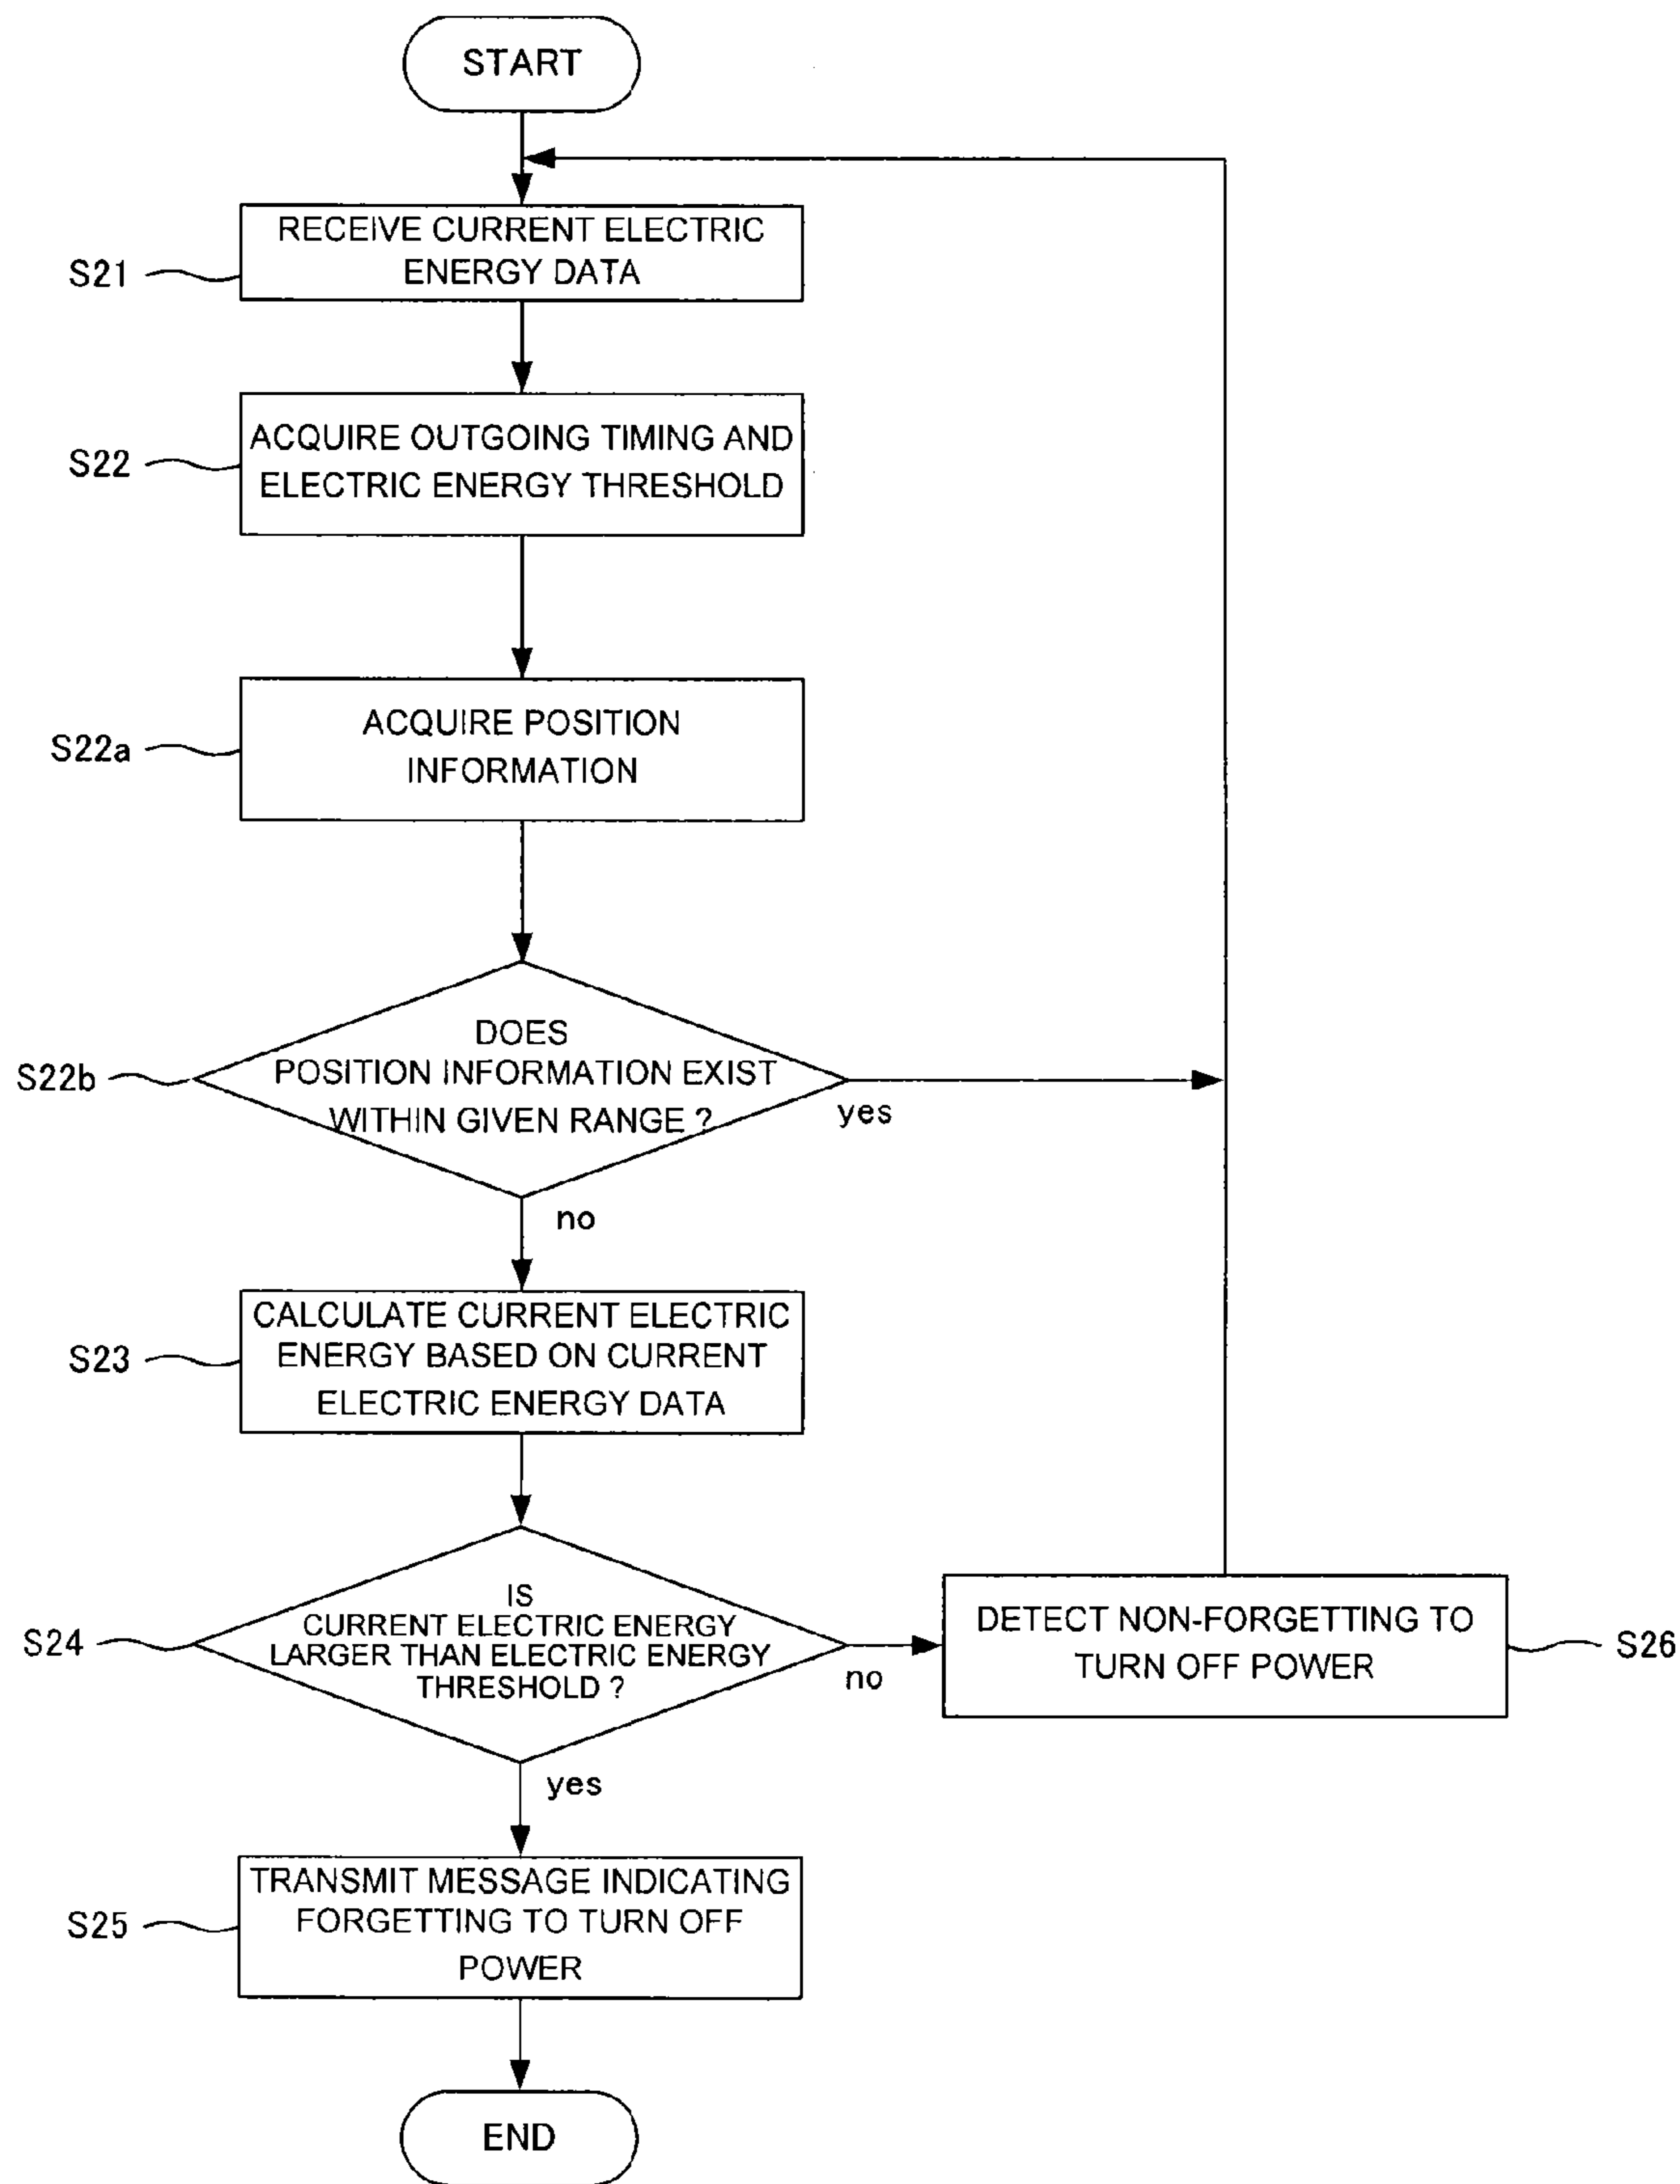 START
RECEIVE CURRENT ELECTRIC
ENERGY DATA
S21
ACQUIRE OUTGOING TIMING AND
ELECTRIC ENERGY THRESHOLD
S22
ACQUIRE POSITION
INFORMATION
S22a
DOES
POSITION INFORMATION EXIST
WITHIN GIVEN RANGE ?
S22b
yes
no
CALCULATE CURRENT ELECTRIC
ENERGY BASED ON CURRENT
ELECTRIC ENERGY DATA
S23
IS
CURRENT ELECTRIC ENERGY
LARGER THAN ELECTRIC ENERGY
THRESHOLD ?
S24
no
DETECT NON-FORGETTING TO
TURN OFF POWER
S26
yes
TRANSMIT MESSAGE INDICATING
FORGETTING TO TURN OFF
POWER
S25
END